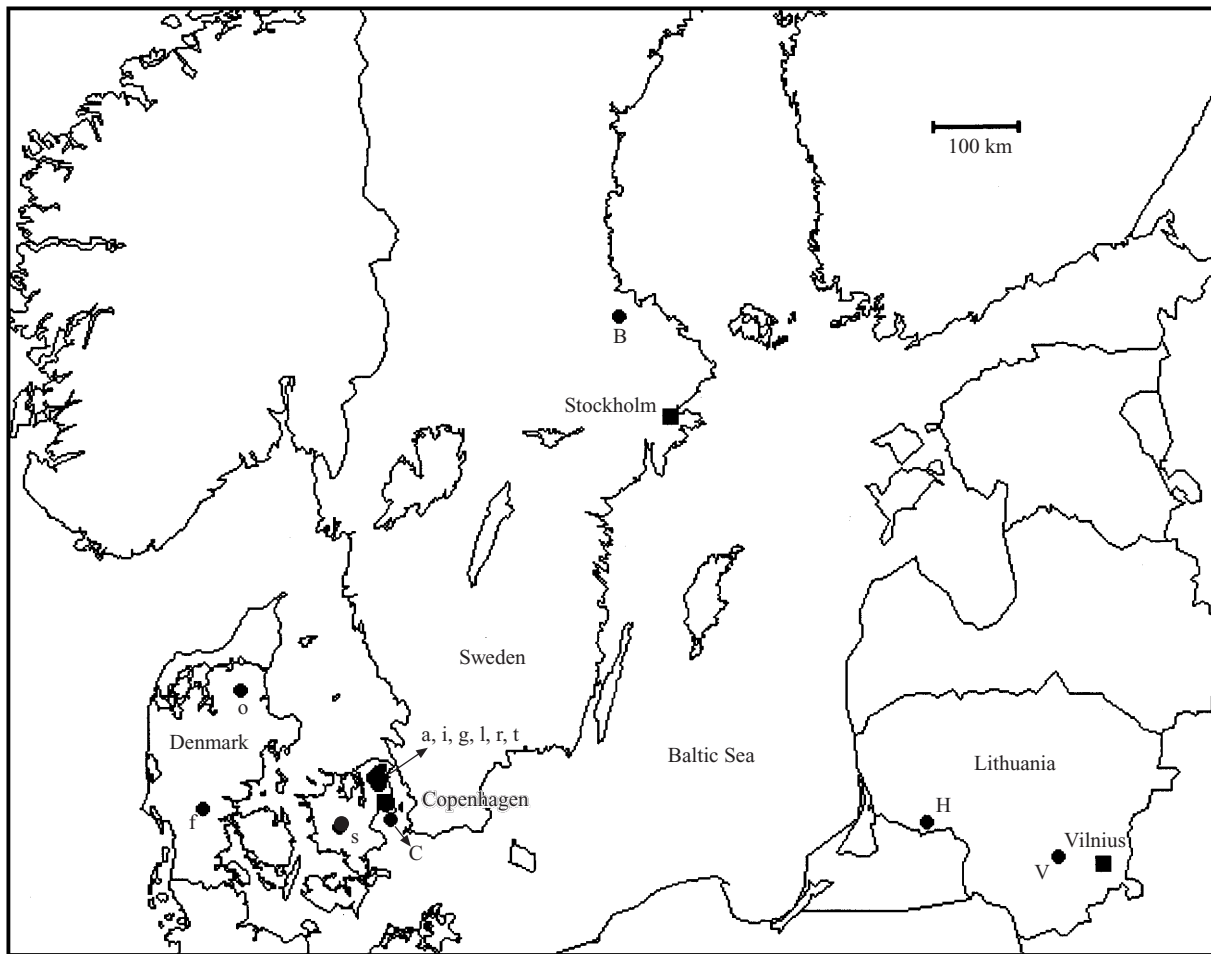 100 km
B
Stockholm
Sweden
o
a, i, g, l, r, t
Denmark
Baltic Sea
Lithuania
Copenhagen
f
H
s
C
Vilnius
V